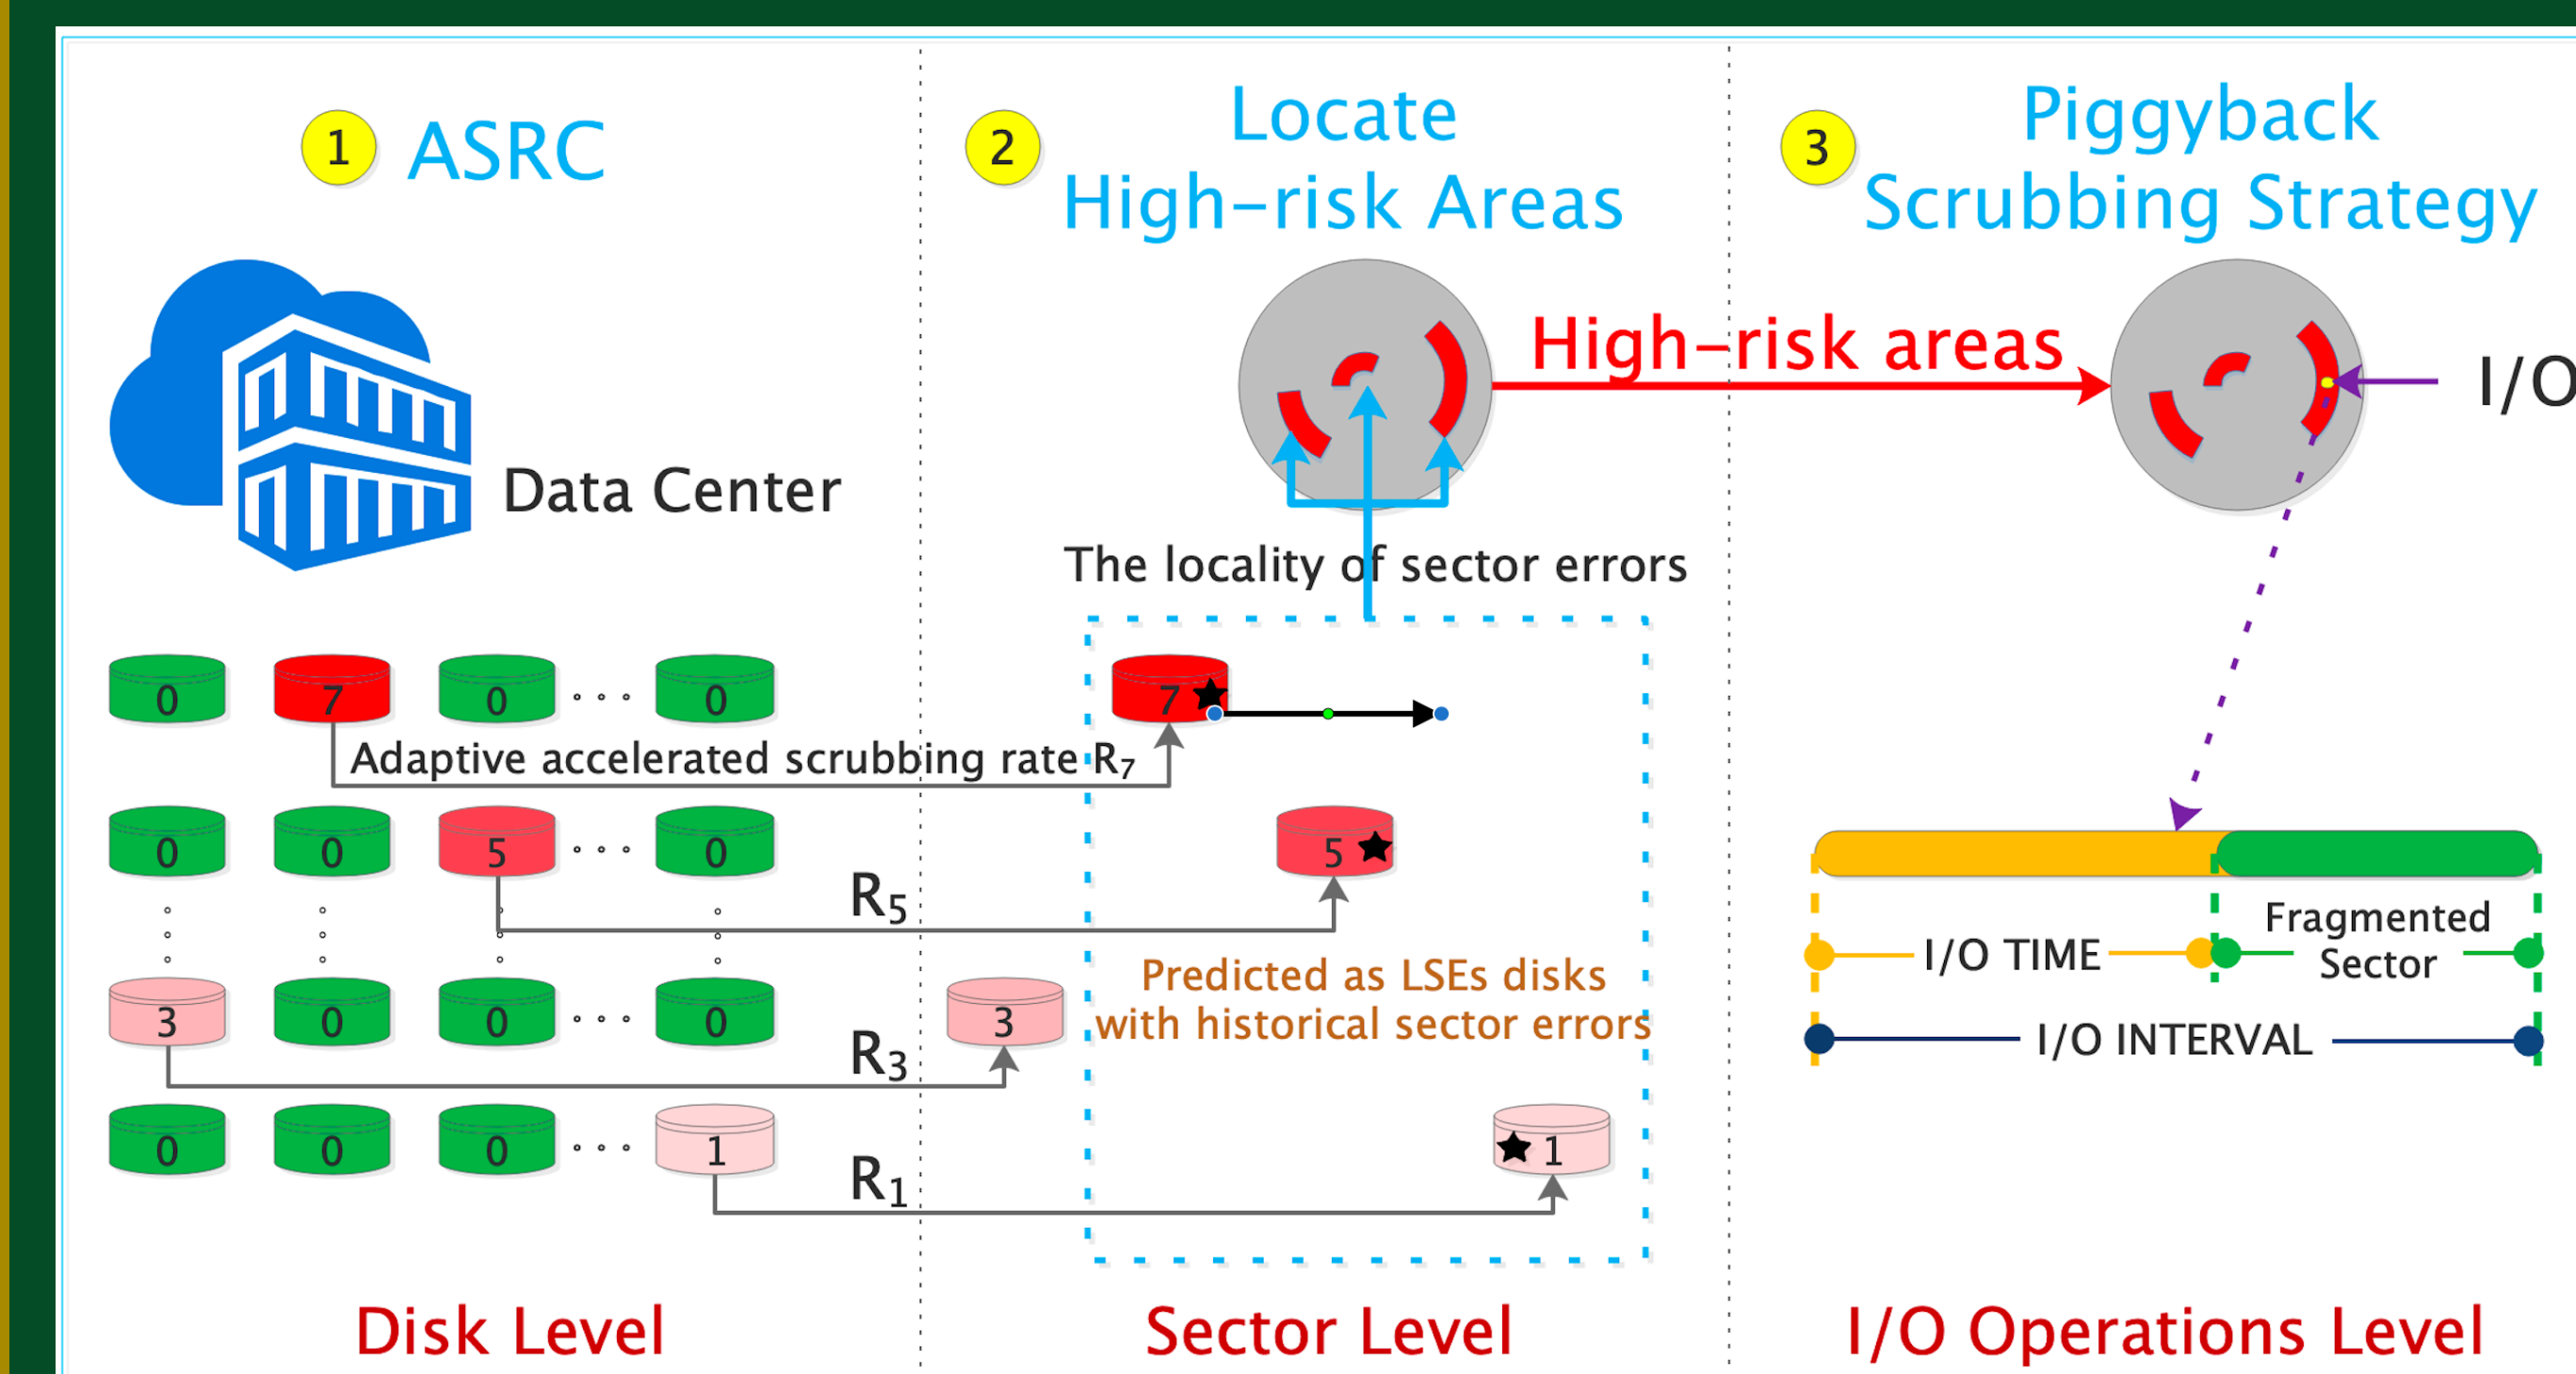 1 ASRC
2 Locate
High-risk Areas
3 Piggyback
Scrubbing Strategy
Data Center
High-risk areas
I/O
The locality of sector errors
0 7 0 0
7
Adaptive accelerated scrubbing rate R₇
0 0 5 0
5
R₅
3 0 0 0
3
R₃
0 0 0 1
1
R₁
Predicted as LSEs disks
with historical sector errors
I/O TIME
Fragmented
Sector
I/O INTERVAL
Disk Level
Sector Level
I/O Operations Level